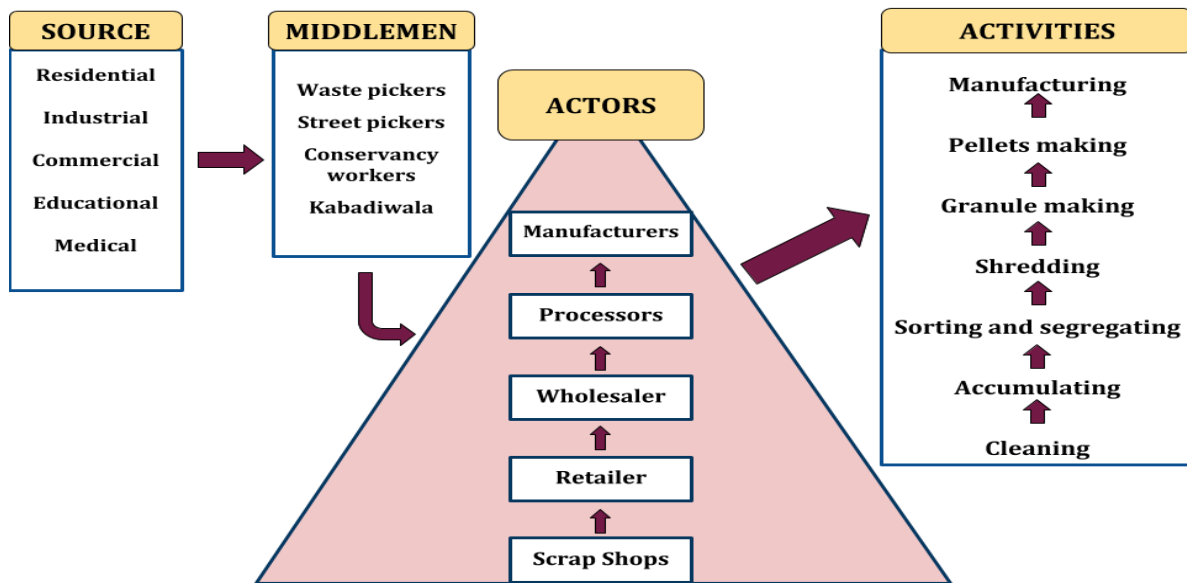 SOURCE
Residential
Industrial
Commercial
Educational
Medical
MIDDLEMEN
Waste pickers
Street pickers
Conservancy
workers
Kabadiwala
ACTORS
Manufacturers
Processors
Wholesaler
Retailer
Scrap Shops
ACTIVITIES
Manufacturing
Pellets making
Granule making
Shredding
Sorting and segregating
Accumulating
Cleaning